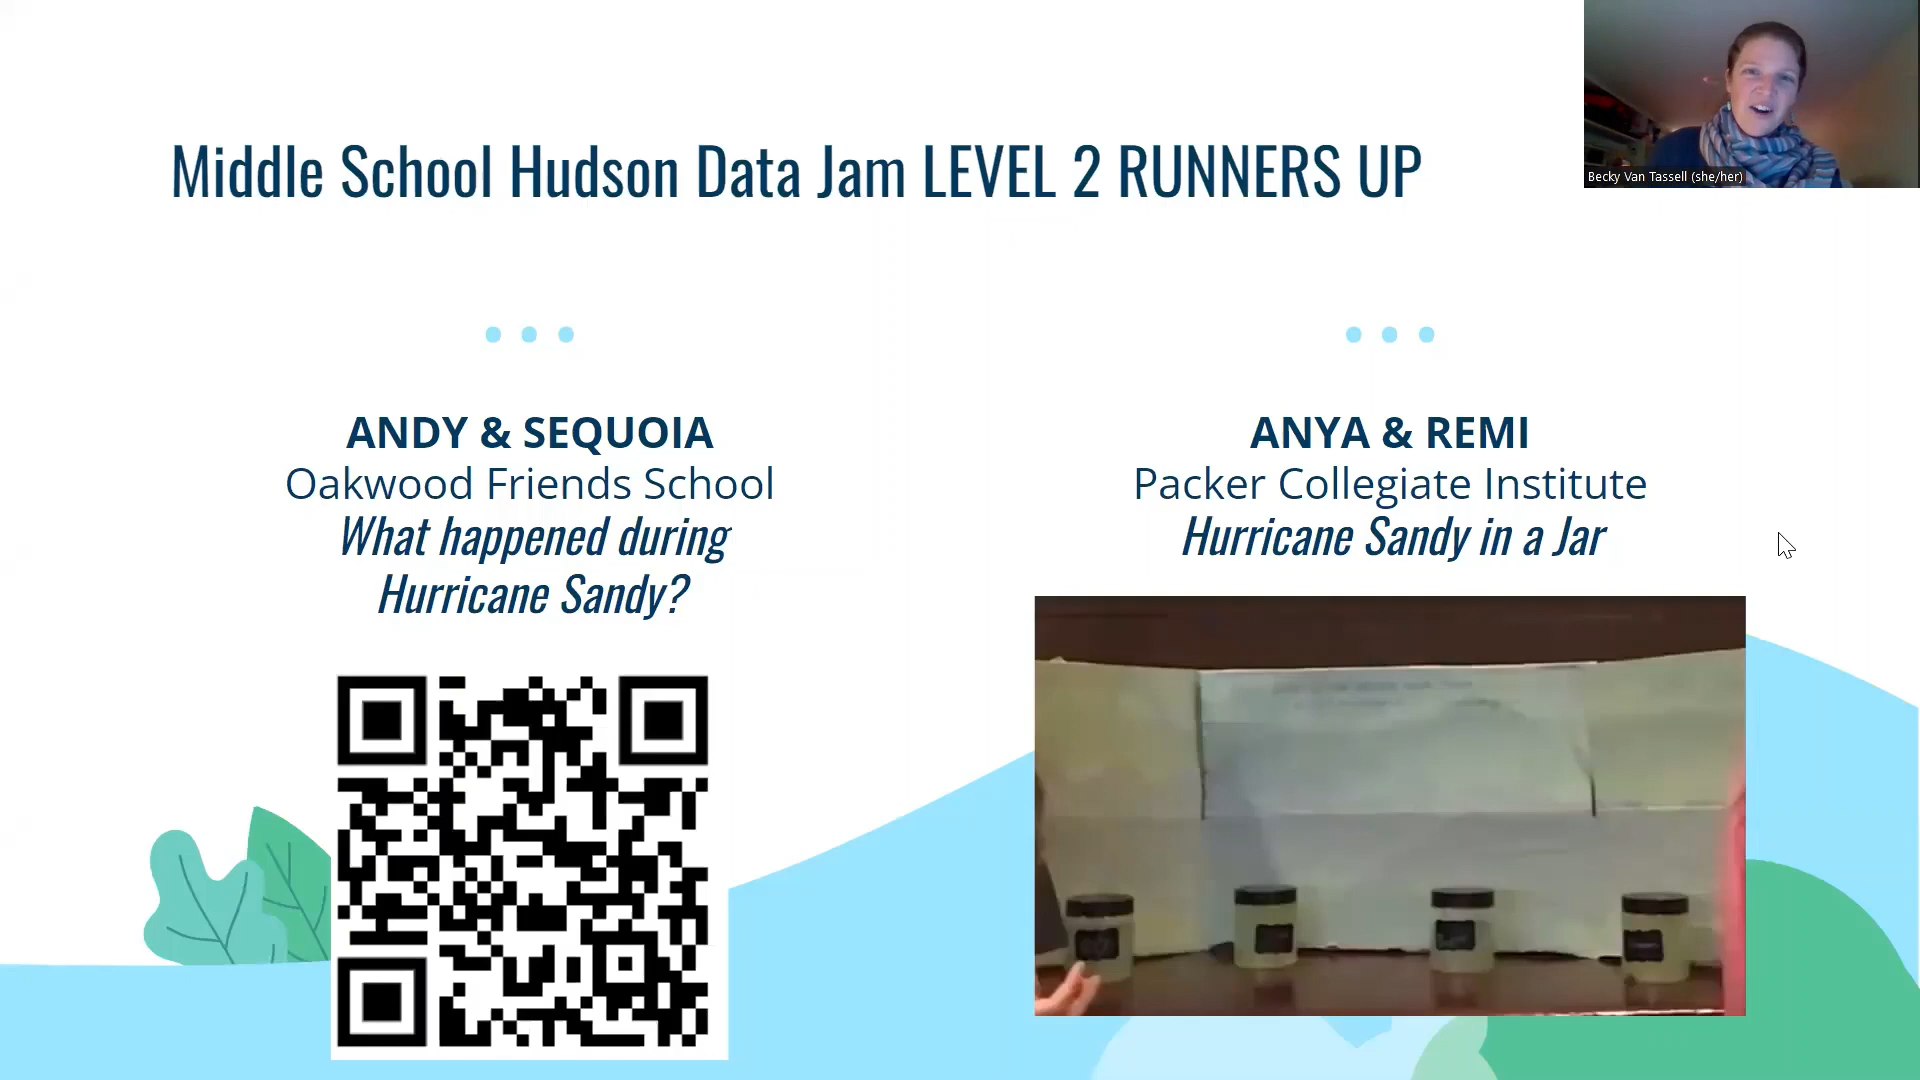 Middle School Hudson Data Jam LEVEL 2 RUNNERS UP
Becky Van Tassell (she/her)
ANDY & SEQUOIA
Oakwood Friends School
What happened during
Hurricane Sandy?
ANYA & REMI
Packer Collegiate Institute
Hurricane Sandy in a Jar